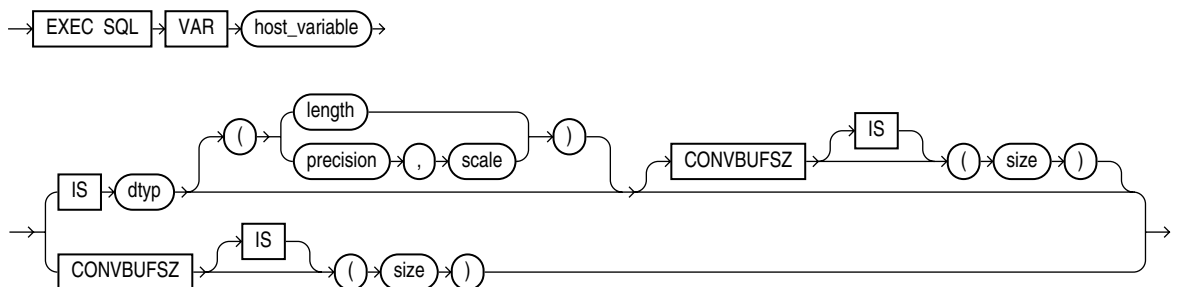 EXEC SQL VAR host_variable
length
( precision , scale )
IS dtyp CONVBUFSZ IS ( size )
CONVBUFSZ IS ( size )